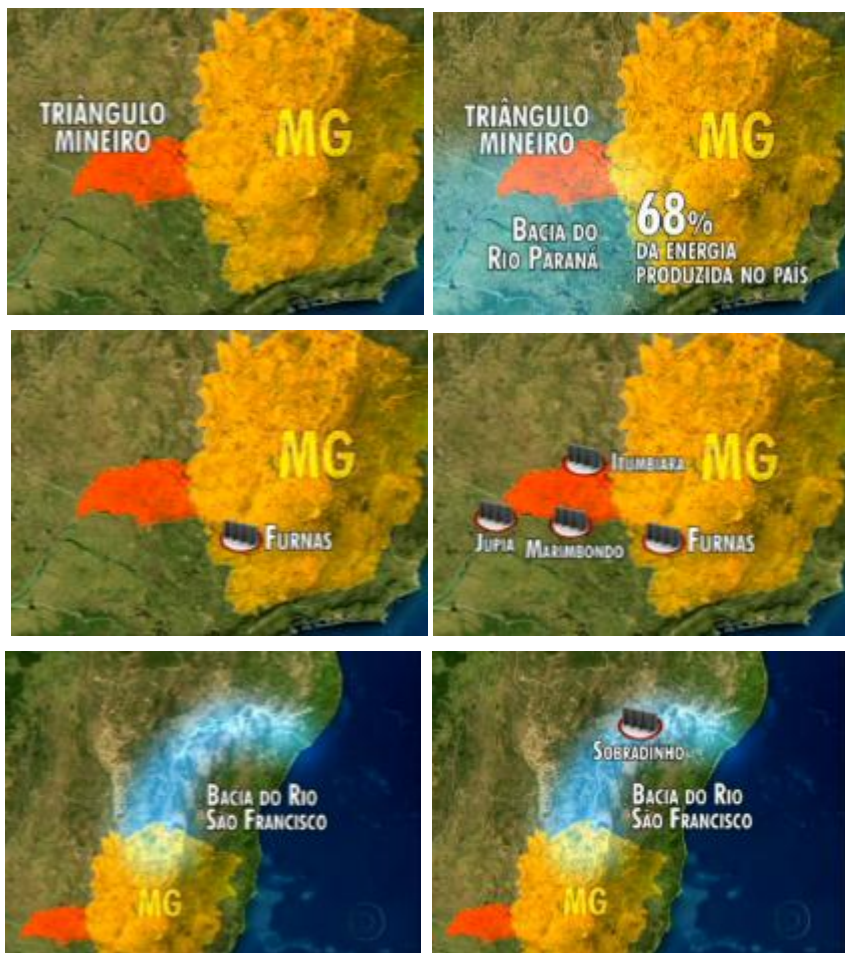 TRIÂNGULO
MINEIRO
MG
TRIÂNGULO
MINEIRO
MG
BACIA DO
RIO PARANÁ
68%
DA ENERGIA
PRODUZIDA NO PAÍS
MG
FURNAS
ITUMBIARA
MG
JUPIA
MARIMBONDO
FURNAS
BACIA DO RIO
SÃO FRANCISCO
MG
SOBRADINHO
BACIA DO RIO
SÃO FRANCISCO
MG